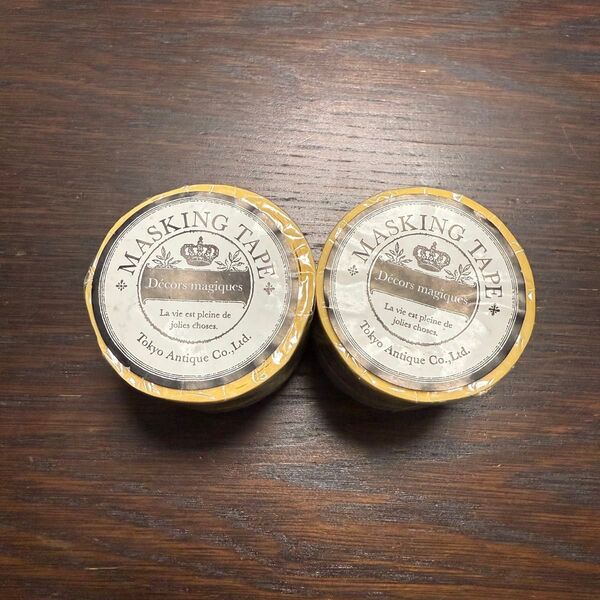 MASKING TAPE
Décors magiques
La vie est pleine de
jolies choses.
Tokyo Antique Co.,Ltd.
MASKING TAPE
Décors magiques
La vie est pleine de
jolies choses.
Tokyo Antique Co.,Ltd.